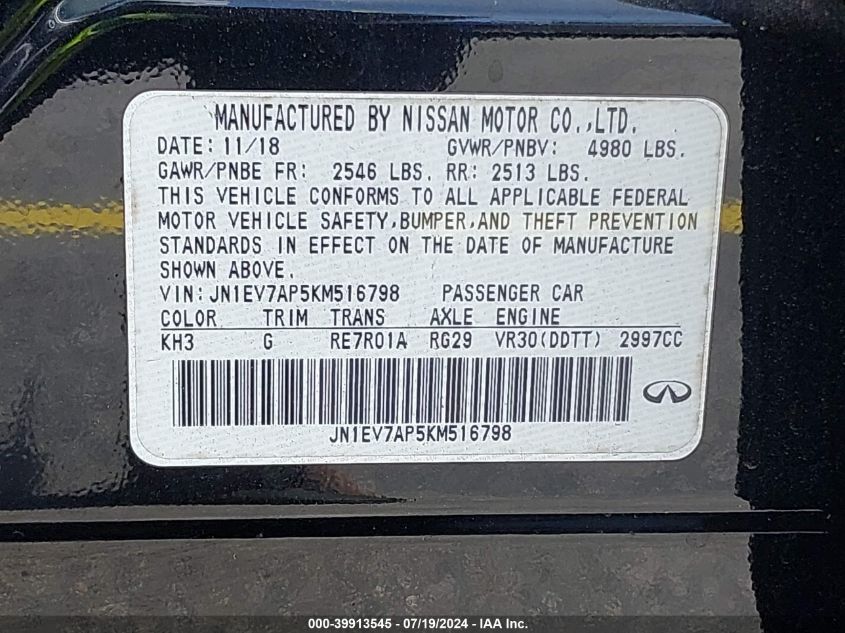 MANUFACTURED BY NISSAN MOTOR CO.,LTD.
DATE: 11/18 GVWR/PNBV: 4980 LBS.
GAWR/PNBE FR: 2546 LBS. RR: 2513 LBS.
THIS VEHICLE CONFORMS TO ALL APPLICABLE FEDERAL
MOTOR VEHICLE SAFETY,BUMPER,AND THEFT PREVENTION
STANDARDS IN EFFECT ON THE DATE OF MANUFACTURE
SHOWN ABOVE.
VIN: JN1EV7AP5KM516798 PASSENGER CAR
COLOR TRIM TRANS AXLE ENGINE
KH3 G RE7R01A RG29 VR30(DDTT) 2997CC
JN1EV7AP5KM516798
000-39913545 / 07/19/2024 - IAA Inc.